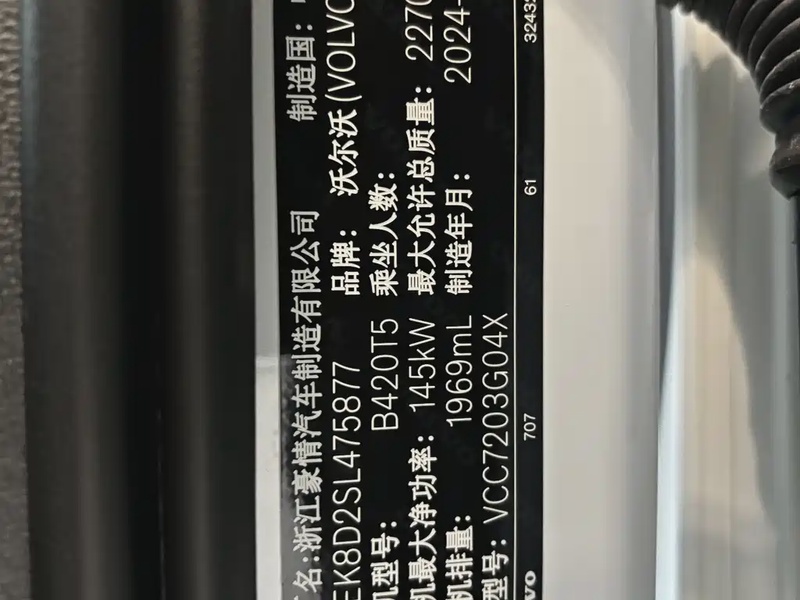 名:浙江豪情汽车制造有限公司 制造国:
EK8D2SL475877 品牌: 沃尔沃(VOLVO
机型号: B420T5 乘坐人数:
机最大净功率: 145kW 最大允许总质量: 2270
机排量: 1969mL 制造年月: 2024-
型号: VCC7203G04X
707 61 3243